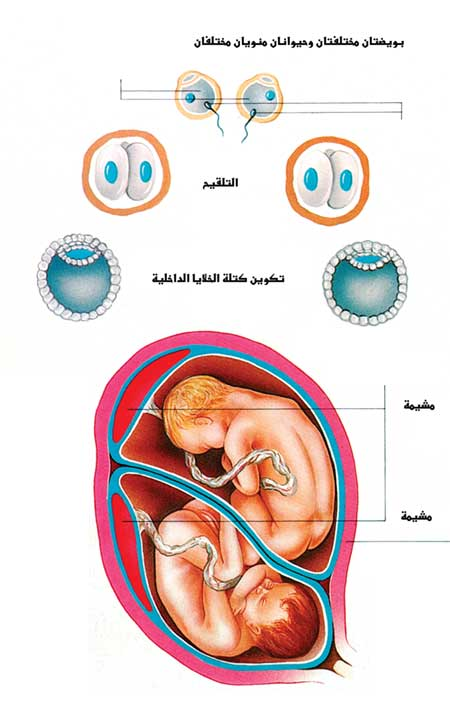 بويضتان مختلفتان وحيوانان منويان مختلفان
التلقيح
تكوين كتلة الخلايا الداخلية
مشيمة
مشيمة